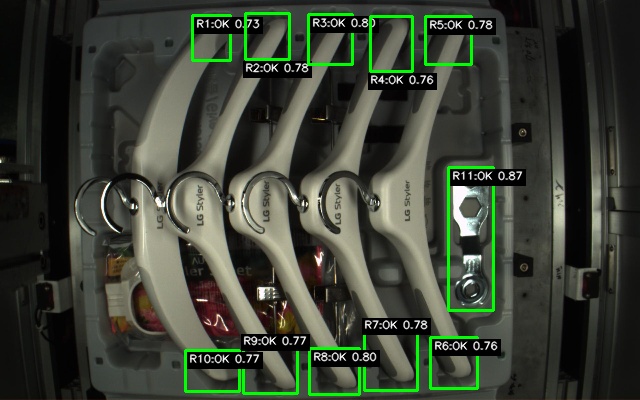 R1:OK 0.73
R2:OK 0.78
R3:OK 0.80
R4:OK 0.76
R5:OK 0.78
LG Styler
LG Styler
LG Styler
LG Styler
LG Styler
R11:OK 0.87
R10:OK 0.77
R9:OK 0.77
R8:OK 0.80
R7:OK 0.78
R6:OK 0.76